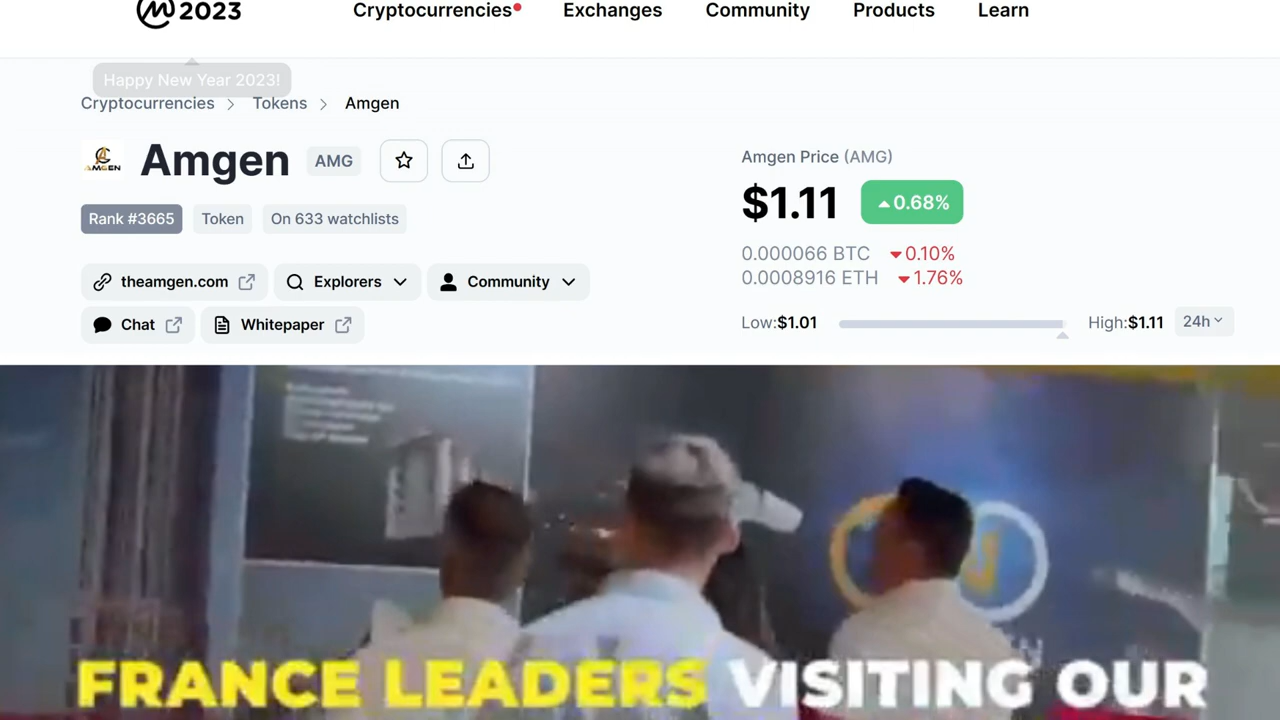 2023
Cryptocurrencies Exchanges Community Products Learn
Happy New Year 2023!
Cryptocurrencies > Tokens > Amgen
AMGEN
Amgen AMG
Rank #3665 Token On 633 watchlists
theamgen.com Explorers Community
Chat Whitepaper
Amgen Price (AMG)
$1.11 0.68%
0.000066 BTC 0.10%
0.0008916 ETH 1.76%
Low:$1.01 High:$1.11 24h
FRANCE LEADERS VISITING OUR